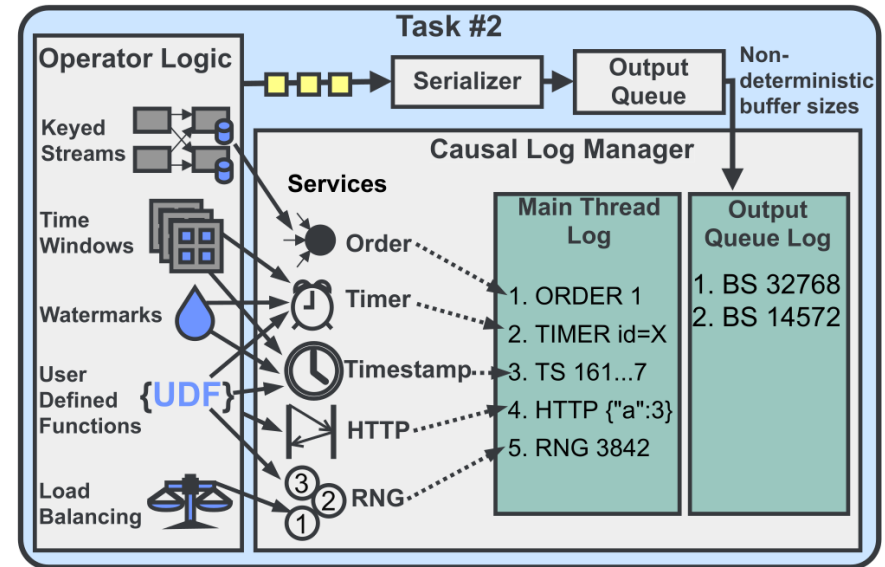 Task #2
Operator Logic
Serializer
Output
Queue
Non-
deterministic
buffer sizes
Keyed
Streams
Time
Windows
Watermarks
User
Defined
Functions
{UDF}
Load
Balancing
Causal Log Manager
Services
Order
Timer
Timestamp
HTTP
3
2
1
RNG
Main Thread
Log
1. ORDER 1
2. TIMER id=X
3. TS 161...7
4. HTTP {"a":3}
5. RNG 3842
Output
Queue Log
1. BS 32768
2. BS 14572